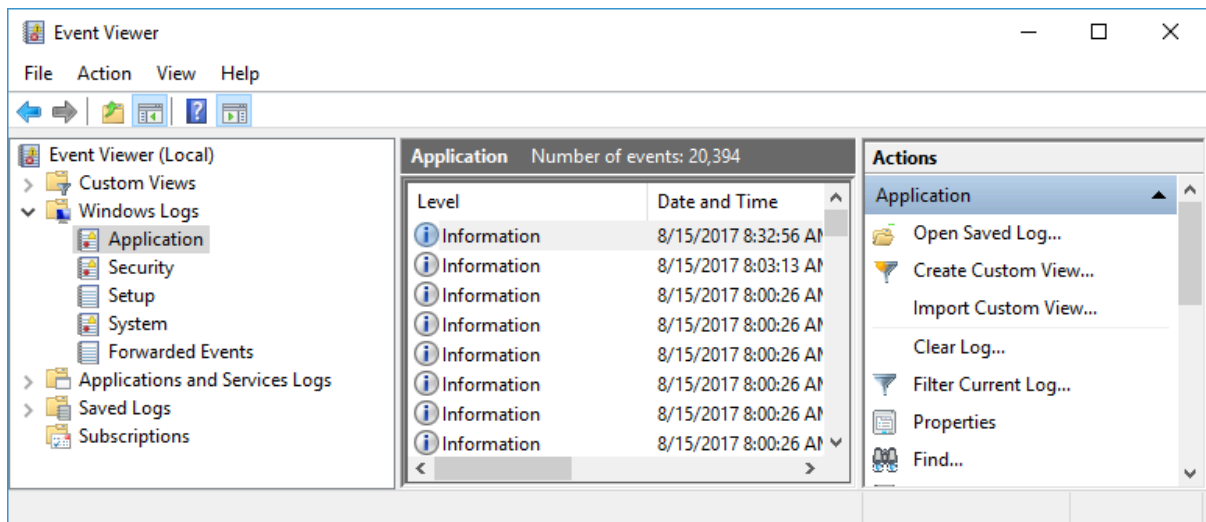 Event Viewer
File Action View Help
Event Viewer (Local)
Custom Views
Windows Logs
Application
Security
Setup
System
Forwarded Events
Applications and Services Logs
Saved Logs
Subscriptions
Application Number of events: 20,394
Level Date and Time
Information 8/15/2017 8:32:56 AM
Information 8/15/2017 8:03:13 AM
Information 8/15/2017 8:00:26 AM
Information 8/15/2017 8:00:26 AM
Information 8/15/2017 8:00:26 AM
Information 8/15/2017 8:00:26 AM
Information 8/15/2017 8:00:26 AM
Information 8/15/2017 8:00:26 AM
Actions
Application
Open Saved Log...
Create Custom View...
Import Custom View...
Clear Log...
Filter Current Log...
Properties
Find...